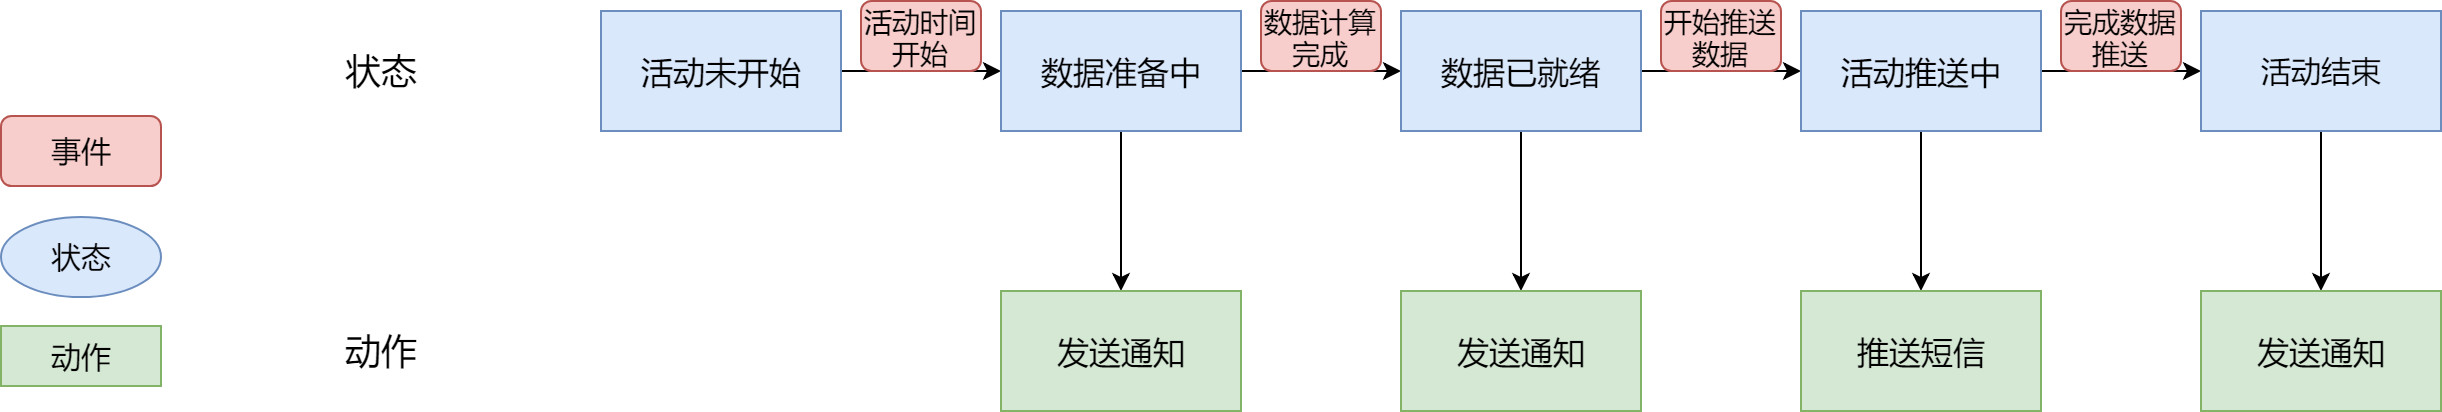 状态
活动未开始
活动时间
开始
数据准备中
数据计算
完成
数据已就绪
开始推送
数据
活动推送中
完成数据
推送
活动结束
事件
状态
动作
动作
发送通知
发送通知
推送短信
发送通知